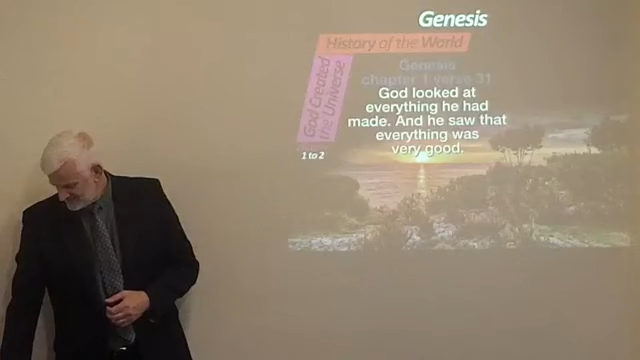 Genesis
History of the World
God Created
the Universe
1 to 2
Genesis
chapter 1 verse 31
God looked at
everything he had
made. And he saw that
everything was
very good.